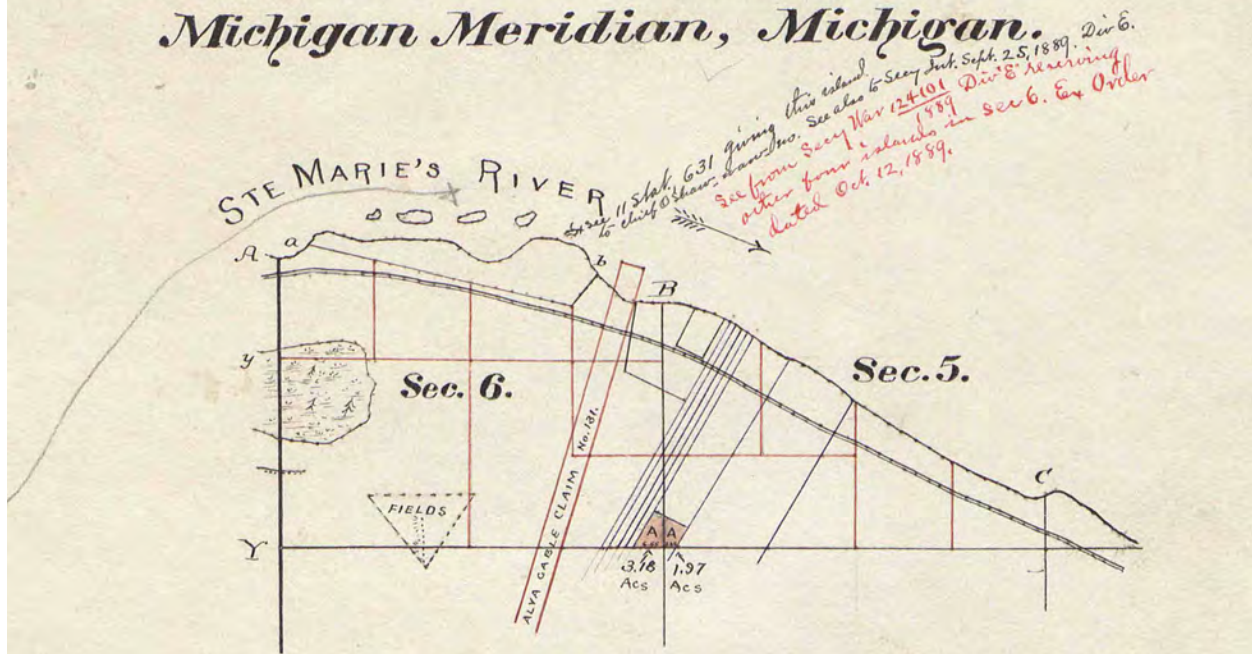 Michigan Meridian, Michigan.
See 11 Stat. 631 giving this island
to Chief O Shaw-waw-no. See also to Secy Int. Sept. 25, 1889. Div E.
See from Secy War 124101/1889 Div "E" reserving
other four islands in sec 6. Ex Order
dated Oct. 12, 1889.
STE MARIE'S RIVER
A a
b
B
y
Sec. 6.
Sec. 5.
C
ALVA GABLE CLAIM No. 131.
FIELDS
Y
A A
3.18 1.97
Acs Acs